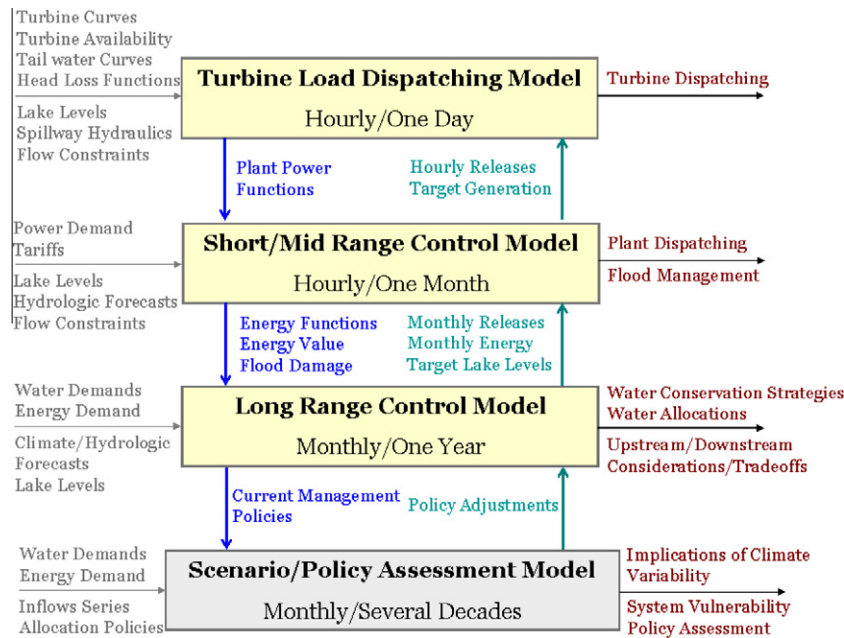 Turbine Curves
Turbine Availability
Tail water Curves
Head Loss Functions
Lake Levels
Spillway Hydraulics
Flow Constraints
Turbine Load Dispatching Model
Hourly/One Day
Turbine Dispatching
Plant Power
Functions
Hourly Releases
Target Generation
Power Demand
Tariffs
Lake Levels
Hydrologic Forecasts
Flow Constraints
Short/Mid Range Control Model
Hourly/One Month
Plant Dispatching
Flood Management
Energy Functions
Energy Value
Flood Damage
Monthly Releases
Monthly Energy
Target Lake Levels
Water Demands
Energy Demand
Climate/Hydrologic
Forecasts
Lake Levels
Long Range Control Model
Monthly/One Year
Water Conservation Strategies
Water Allocations
Upstream/Downstream
Considerations/Tradeoffs
Current Management
Policies
Policy Adjustments
Water Demands
Energy Demand
Inflows Series
Allocation Policies
Scenario/Policy Assessment Model
Monthly/Several Decades
Implications of Climate
Variability
System Vulnerability
Policy Assessment